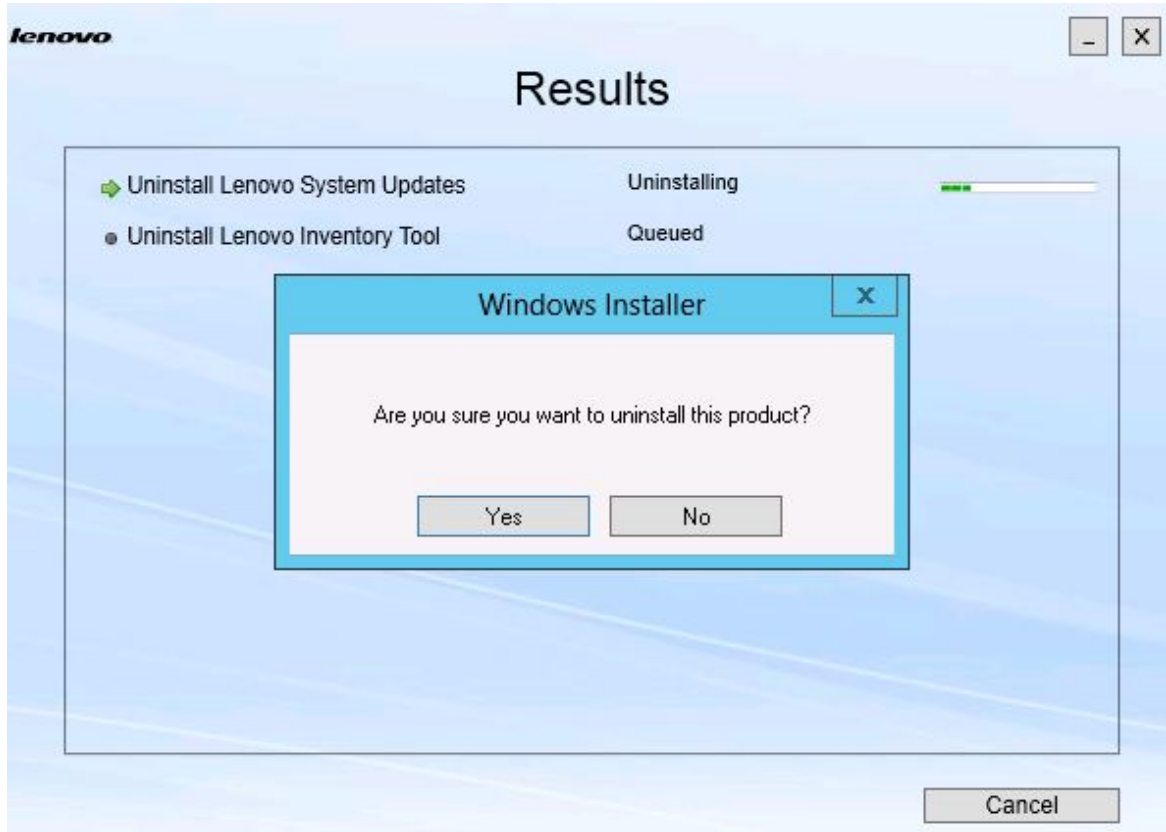 lenovo
Results
Uninstall Lenovo System Updates Uninstalling
Uninstall Lenovo Inventory Tool Queued
Windows Installer
Are you sure you want to uninstall this product?
Yes No
Cancel